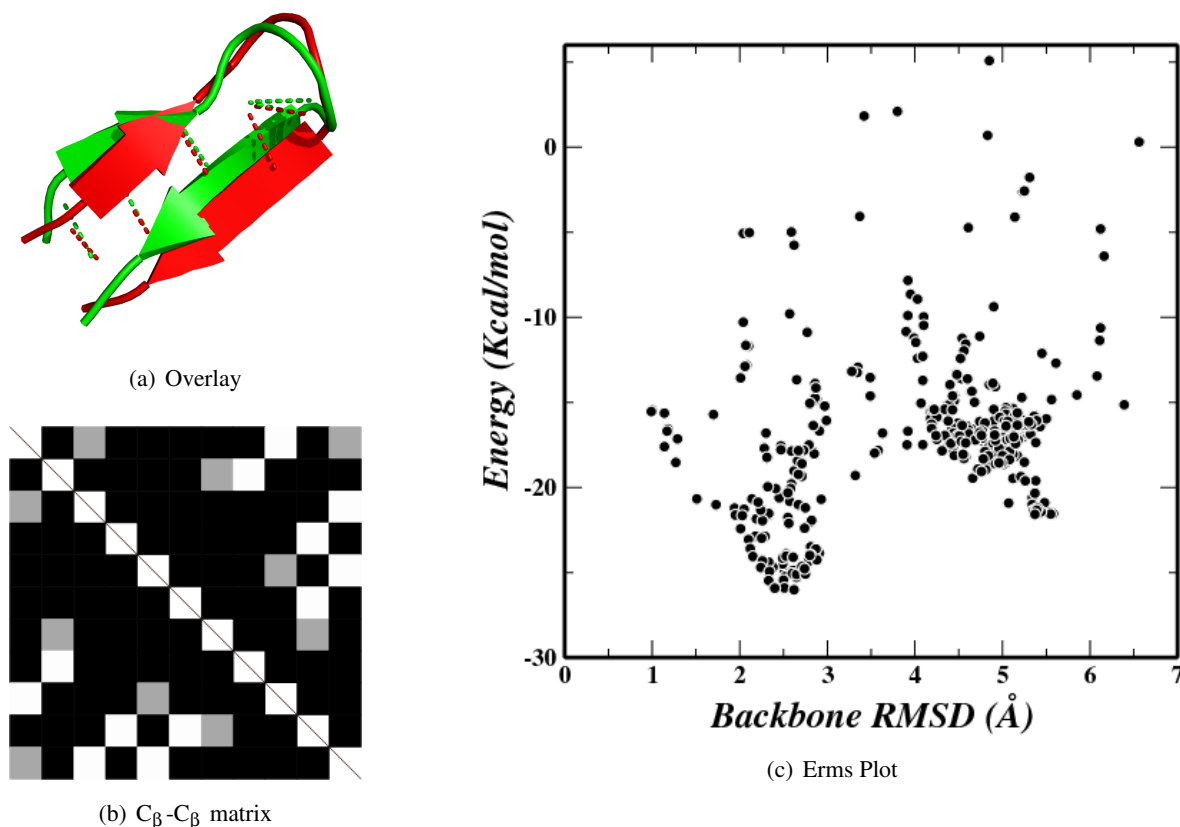 (a) Overlay
(b) Cβ-Cβ matrix
Energy (Kcal/mol)
0
-10
-20
-30
0 1 2 3 4 5 6 7
Backbone RMSD (Å)
(c) Erms Plot